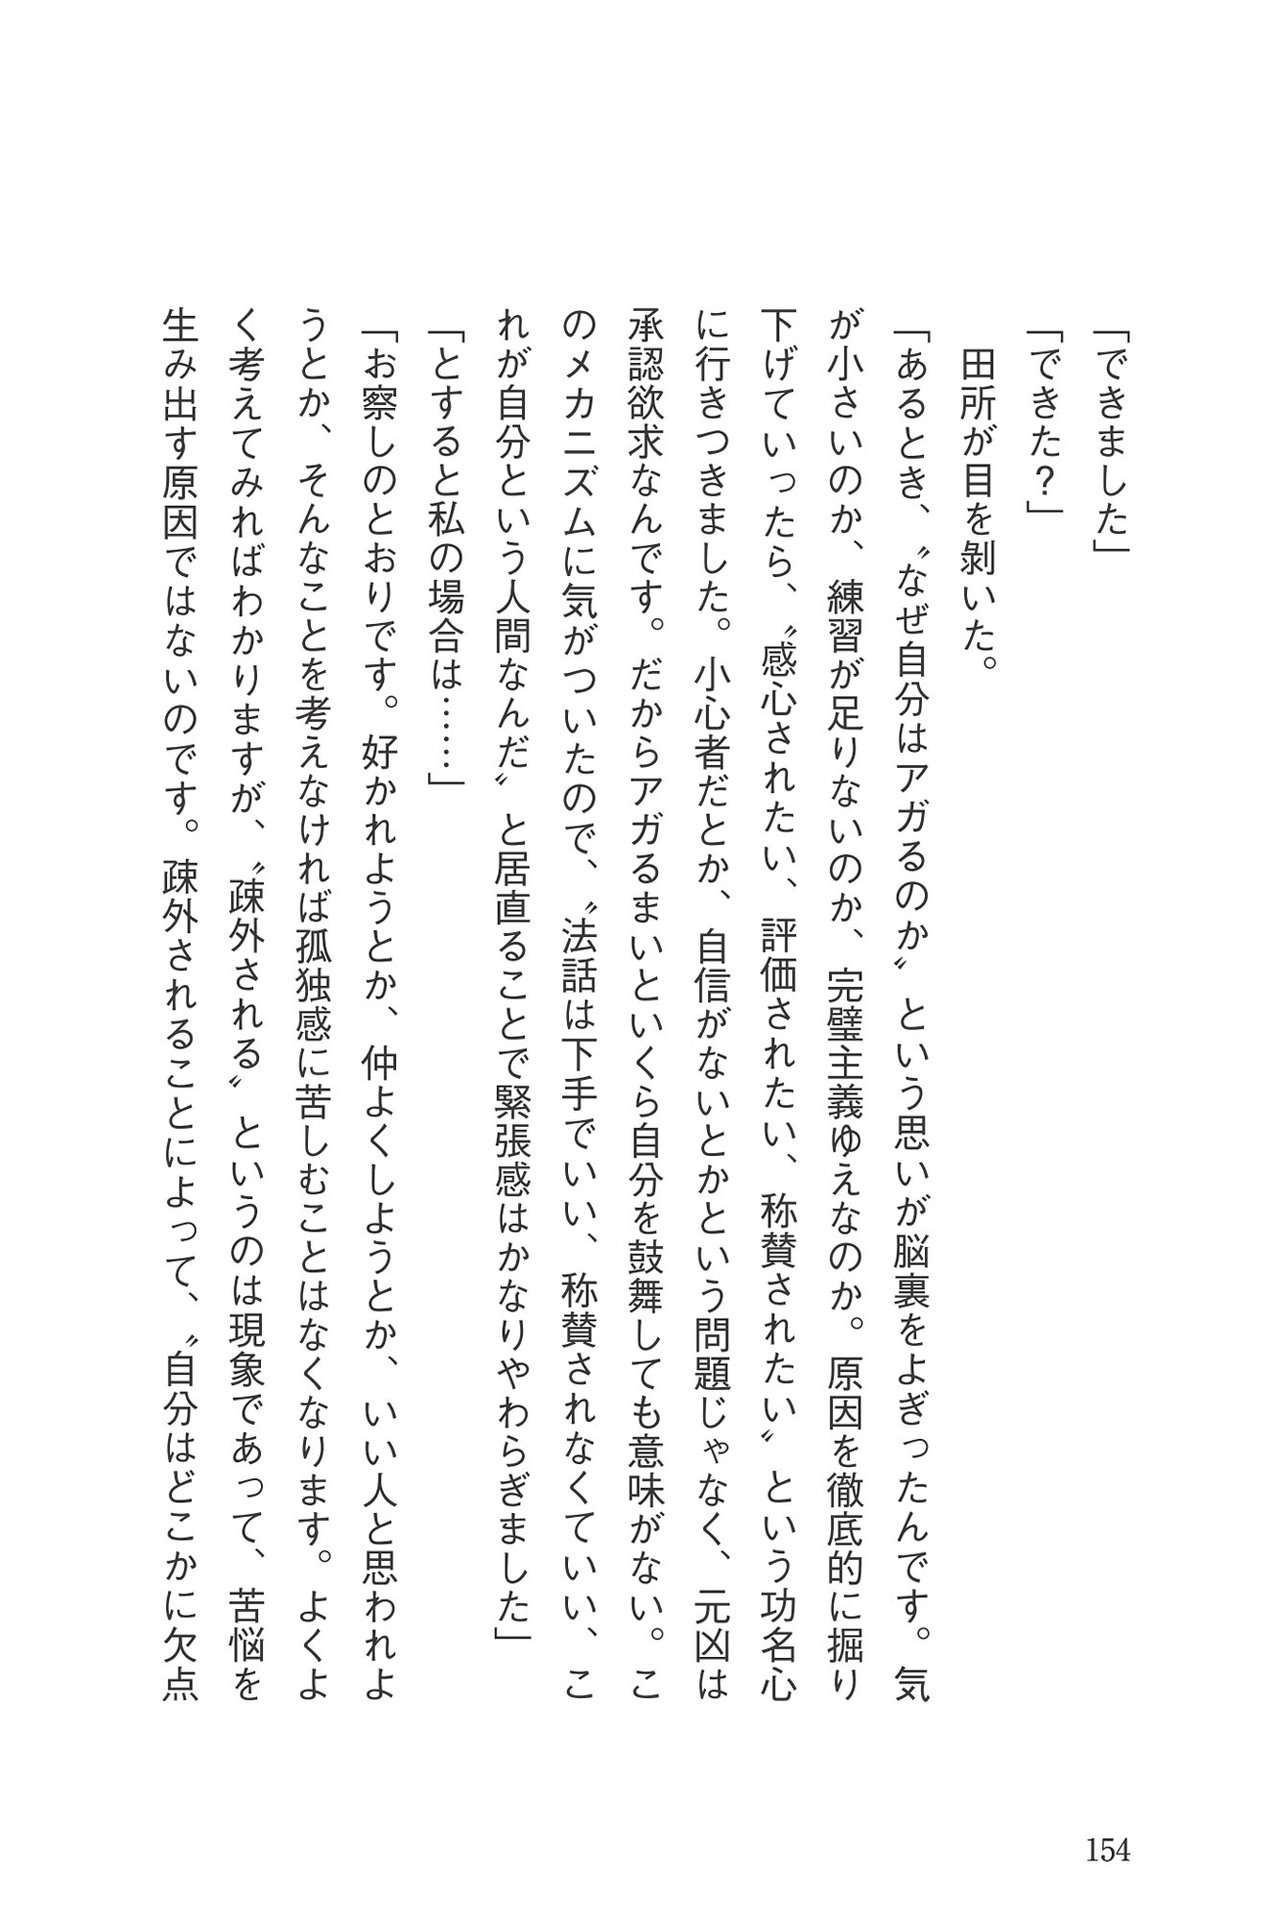 「できました」
「できた？」
　田所が目を剝いた。
「あるとき、〝なぜ自分はアガるのか〟という思いが脳裏をよぎったんです。気
が小さいのか、練習が足りないのか、完璧主義ゆえなのか。原因を徹底的に掘り
下げていったら、〝感心されたい、評価されたい、称賛されたい〟という功名心
に行きつきました。小心者だとか、自信がないとかという問題じゃなく、元凶は
承認欲求なんです。だからアガるまいといくら自分を鼓舞しても意味がない。こ
のメカニズムに気がついたので、〝法話は下手でいい、称賛されなくていい、こ
れが自分という人間なんだ〟と居直ることで緊張感はかなりやわらぎました」
「とすると私の場合は……」
「お察しのとおりです。好かれようとか、仲よくしようとか、いい人と思われよ
うとか、そんなことを考えなければ孤独感に苦しむことはなくなります。よくよ
く考えてみればわかりますが、〝疎外される〟というのは現象であって、苦悩を
生み出す原因ではないのです。疎外されることによって、〝自分はどこかに欠点
154